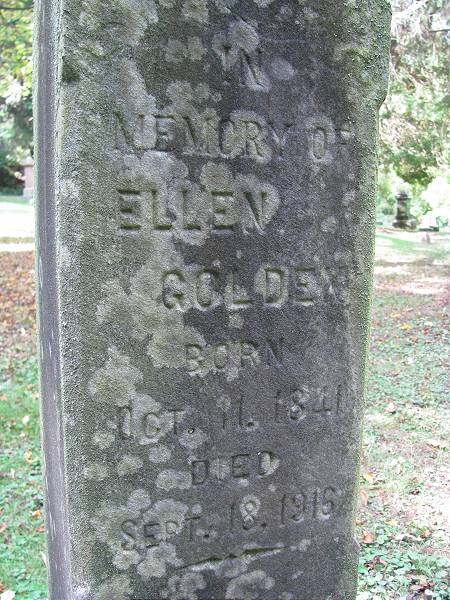 IN
MEMORY OF
ELLEN
GOLDEN
BORN
OCT. 11. 1841
DIED
SEPT. 18. 1916